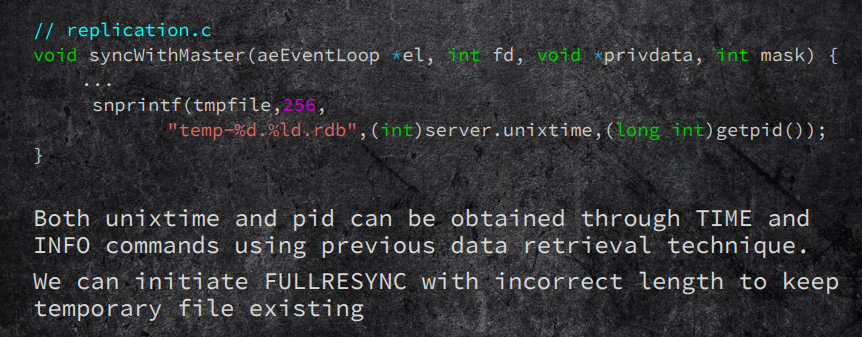 // replication.c
void syncWithMaster(aeEventLoop *el, int fd, void *privdata, int mask) {
...
snprintf(tmpfile,256,
"temp-%d.%ld.rdb",(int)server.unixtime,(long int)getpid());
}
Both unixtime and pid can be obtained through TIME and
INFO commands using previous data retrieval technique.
We can initiate FULLRESYNC with incorrect length to keep
temporary file existing